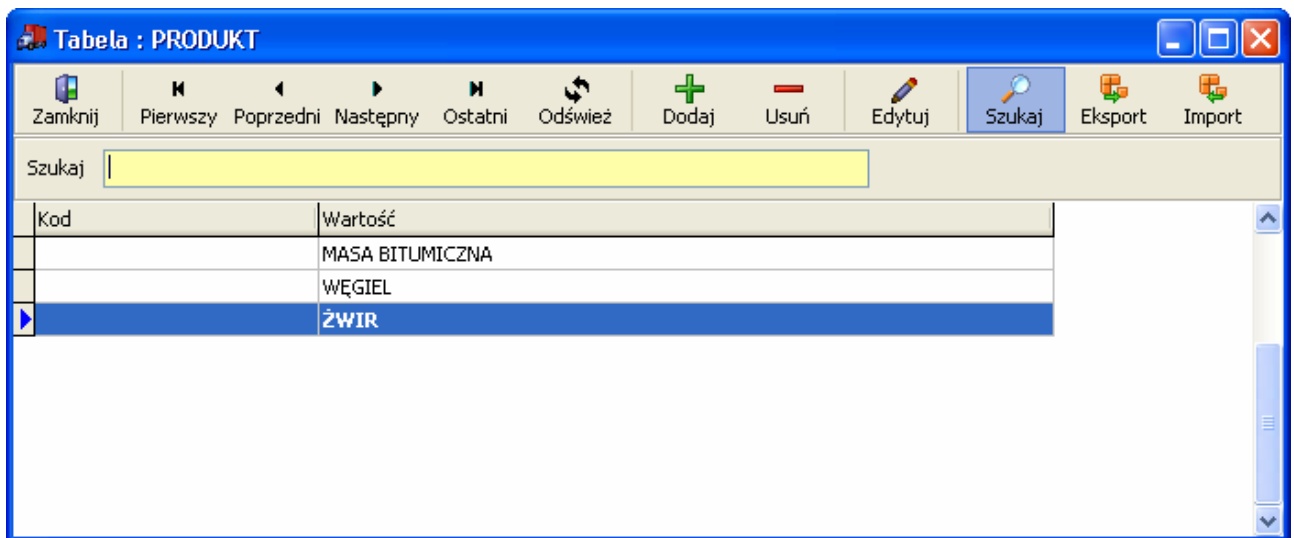 Tabela : PRODUKT
Zamknij Pierwszy Poprzedni Następny Ostatni Odśwież Dodaj Usuń Edytuj Szukaj Eksport Import
Szukaj
Kod Wartość
MASA BITUMICZNA
WĘGIEL
ŻWIR